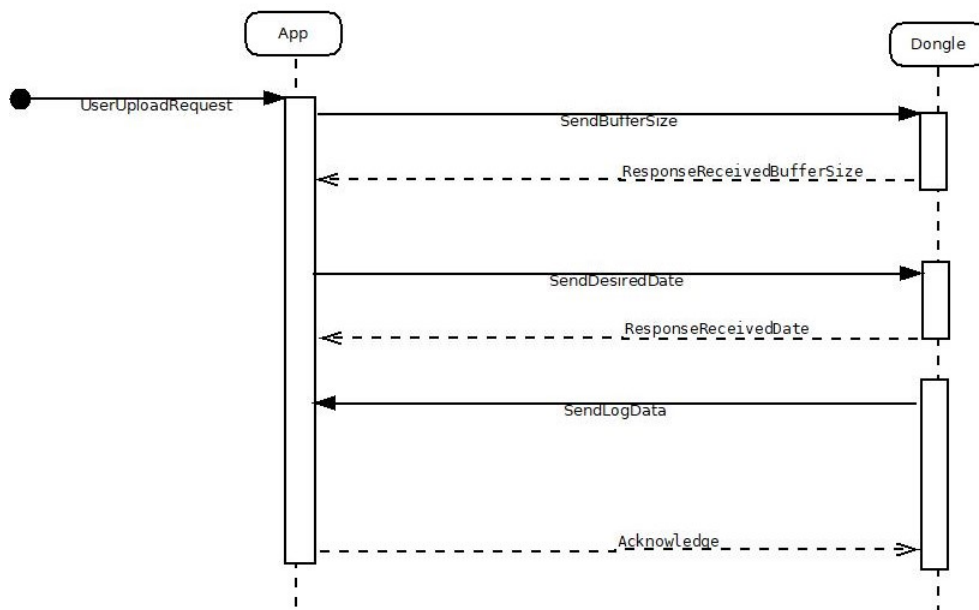 App
Dongle
UserUploadRequest
SendBufferSize
ResponseReceivedBufferSize
SendDesiredDate
ResponseReceivedDate
SendLogData
Acknowledge